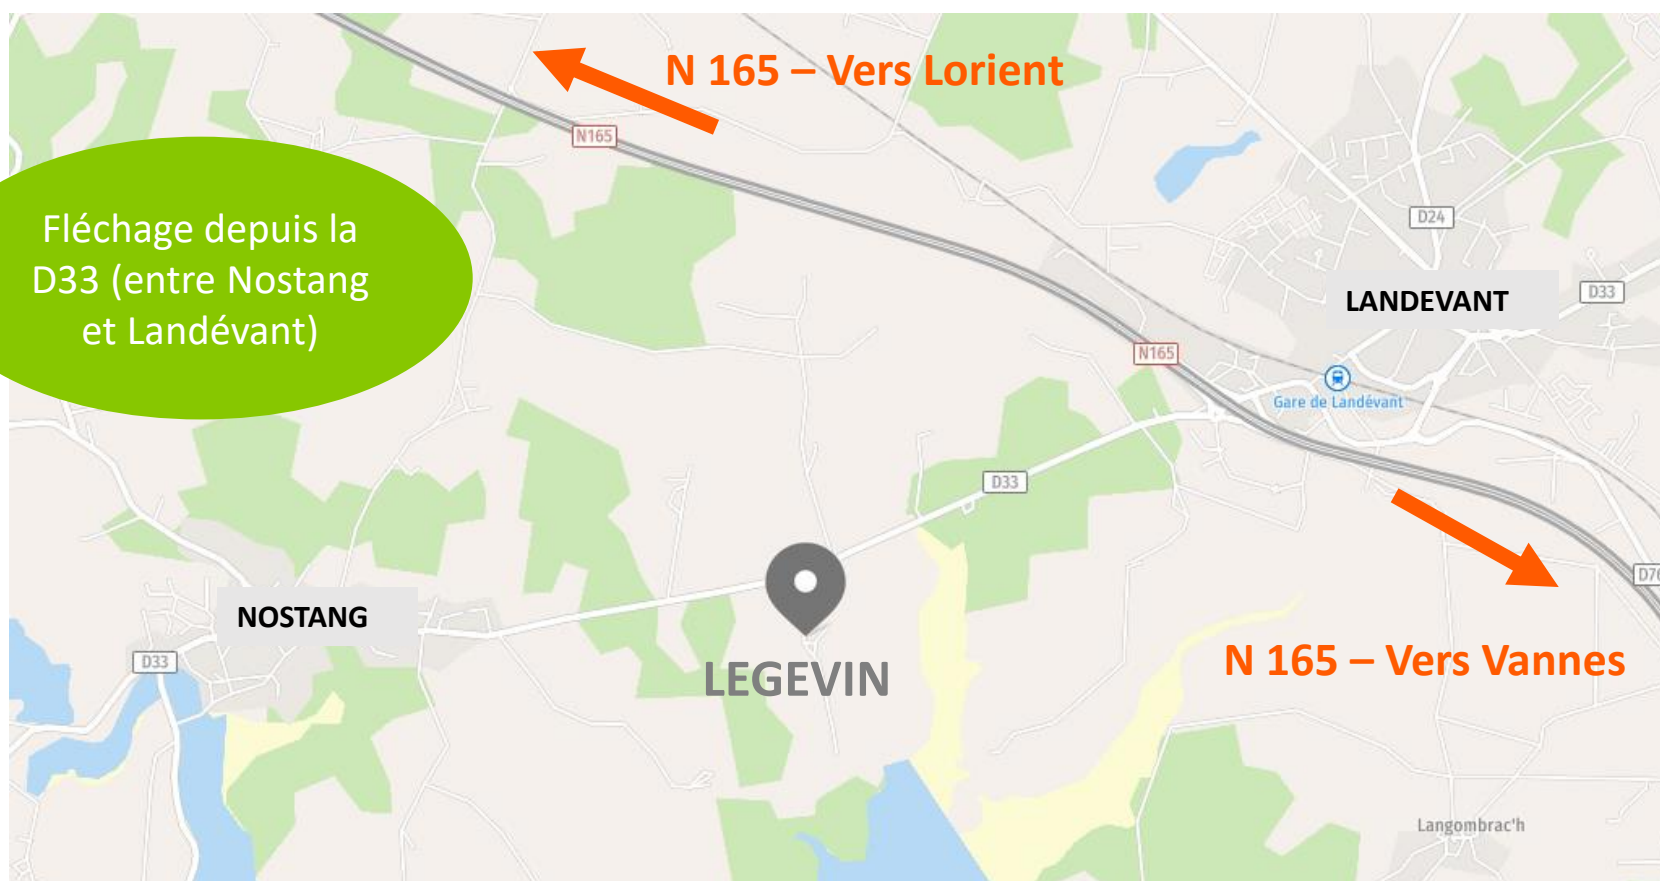 N 165 – Vers Lorient
N165
Fléchage depuis la
D33 (entre Nostang
et Landévant)
D24
LANDEVANT
D33
N165
Gare de Landévant
D33
D76
NOSTANG
D33
LEGEVIN
N 165 – Vers Vannes
Langombrac'h